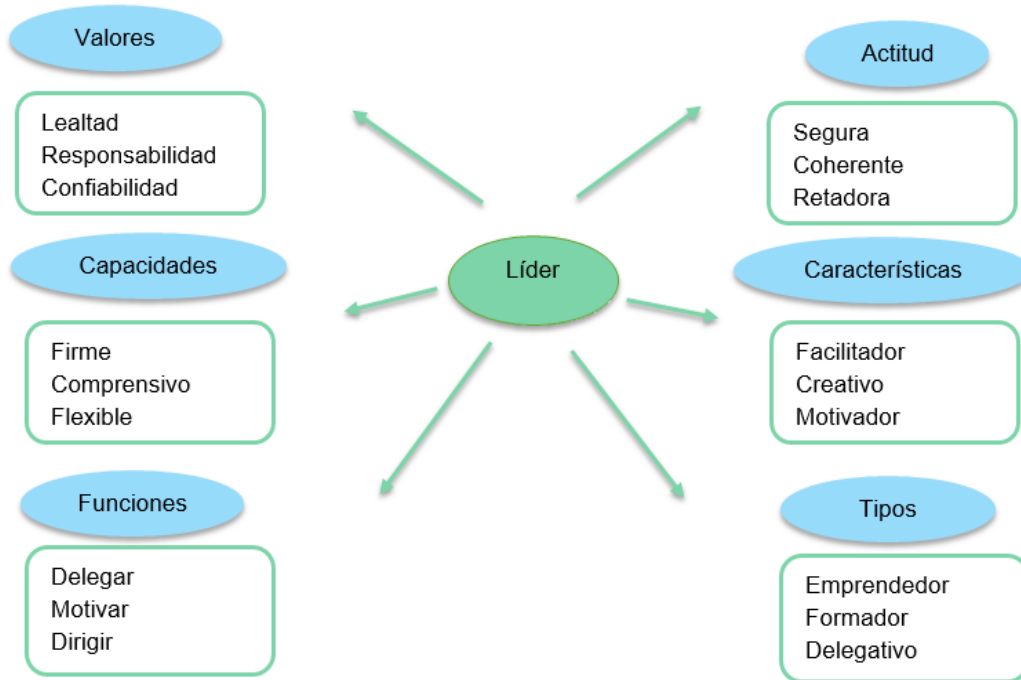 Valores
Lealtad
Responsabilidad
Confiabilidad
Capacidades
Firme
Comprensivo
Flexible
Funciones
Delegar
Motivar
Dirigir
Líder
Actitud
Segura
Coherente
Retadora
Características
Facilitador
Creativo
Motivador
Tipos
Emprendedor
Formador
Delegativo